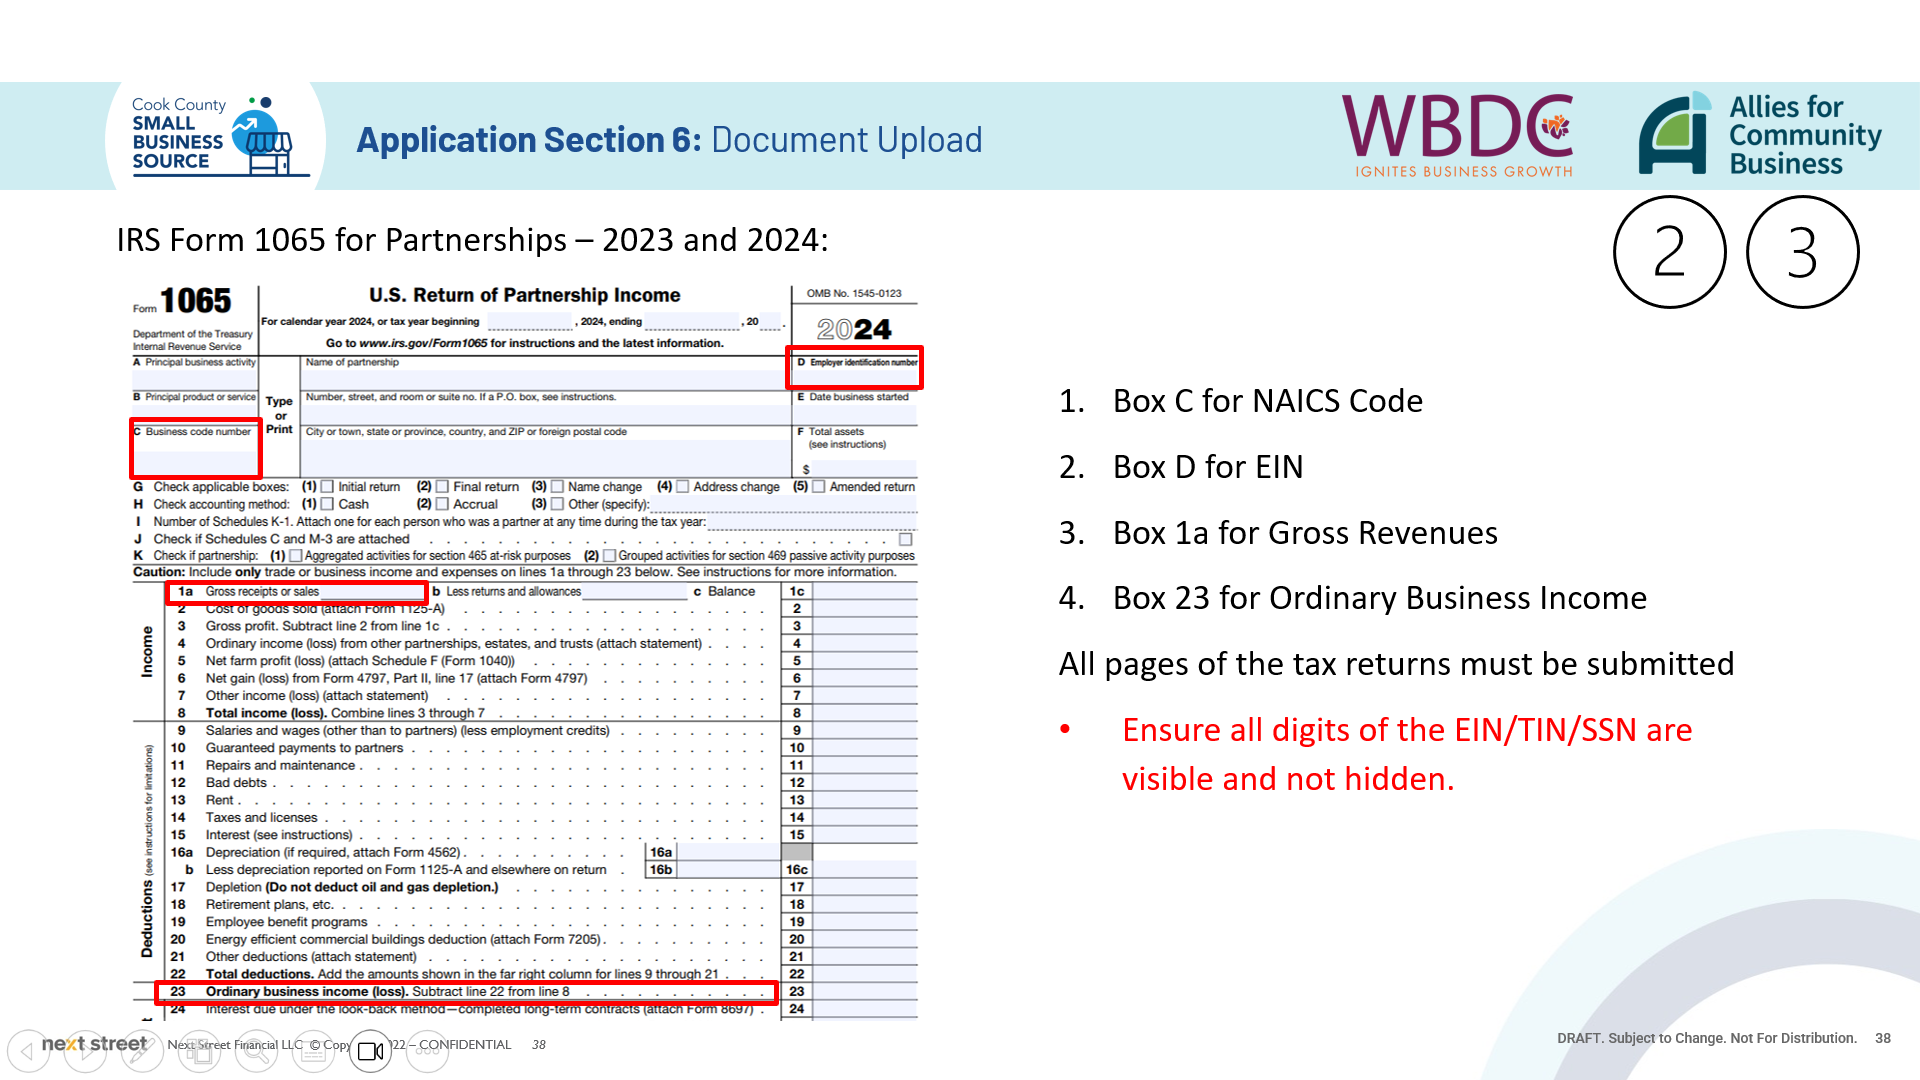 Cook County
SMALL
BUSINESS
SOURCE
Application Section 6: Document Upload
WBDC
IGNITES BUSINESS GROWTH
Allies for
Community
Business
2 3
IRS Form 1065 for Partnerships – 2023 and 2024:
Form 1065
Department of the Treasury
Internal Revenue Service
U.S. Return of Partnership Income
For calendar year 2024, or tax year beginning , 2024, ending , 20 .
Go to www.irs.gov/Form1065 for instructions and the latest information.
OMB No. 1545-0123
2024
A Principal business activity
B Principal product or service
C Business code number
Type
or
Print
Name of partnership
Number, street, and room or suite no. If a P.O. box, see instructions.
City or town, state or province, country, and ZIP or foreign postal code
D Employer identification number
E Date business started
F Total assets
(see instructions)
$
G Check applicable boxes: (1) Initial return (2) Final return (3) Name change (4) Address change (5) Amended return
H Check accounting method: (1) Cash (2) Accrual (3) Other (specify):
I Number of Schedules K-1. Attach one for each person who was a partner at any time during the tax year:
J Check if Schedules C and M-3 are attached
K Check if partnership: (1) Aggregated activities for section 465 at-risk purposes (2) Grouped activities for section 469 passive activity purposes
Caution: Include only trade or business income and expenses on lines 1a through 23 below. See instructions for more information.
Income
1a Gross receipts or sales b Less returns and allowances c Balance 1c
2 Cost of goods sold (attach Form 1125-A) 2
3 Gross profit. Subtract line 2 from line 1c 3
4 Ordinary income (loss) from other partnerships, estates, and trusts (attach statement) 4
5 Net farm profit (loss) (attach Schedule F (Form 1040)) 5
6 Net gain (loss) from Form 4797, Part II, line 17 (attach Form 4797) 6
7 Other income (loss) (attach statement) 7
8 Total income (loss). Combine lines 3 through 7 8
Deductions (see instructions for limitations)
9 Salaries and wages (other than to partners) (less employment credits) 9
10 Guaranteed payments to partners 10
11 Repairs and maintenance 11
12 Bad debts 12
13 Rent 13
14 Taxes and licenses 14
15 Interest (see instructions) 15
16a Depreciation (if required, attach Form 4562) 16a
b Less depreciation reported on Form 1125-A and elsewhere on return 16b 16c
17 Depletion (Do not deduct oil and gas depletion.) 17
18 Retirement plans, etc. 18
19 Employee benefit programs 19
20 Energy efficient commercial buildings deduction (attach Form 7205) 20
21 Other deductions (attach statement) 21
22 Total deductions. Add the amounts shown in the far right column for lines 9 through 21 22
23 Ordinary business income (loss). Subtract line 22 from line 8 23
24 Interest due under the look-back method—completed long-term contracts (attach Form 8697) 24
1. Box C for NAICS Code
2. Box D for EIN
3. Box 1a for Gross Revenues
4. Box 23 for Ordinary Business Income
All pages of the tax returns must be submitted
• Ensure all digits of the EIN/TIN/SSN are
visible and not hidden.
next street
Next Street Financial LLC © – CONFIDENTIAL 38
DRAFT. Subject to Change. Not For Distribution. 38